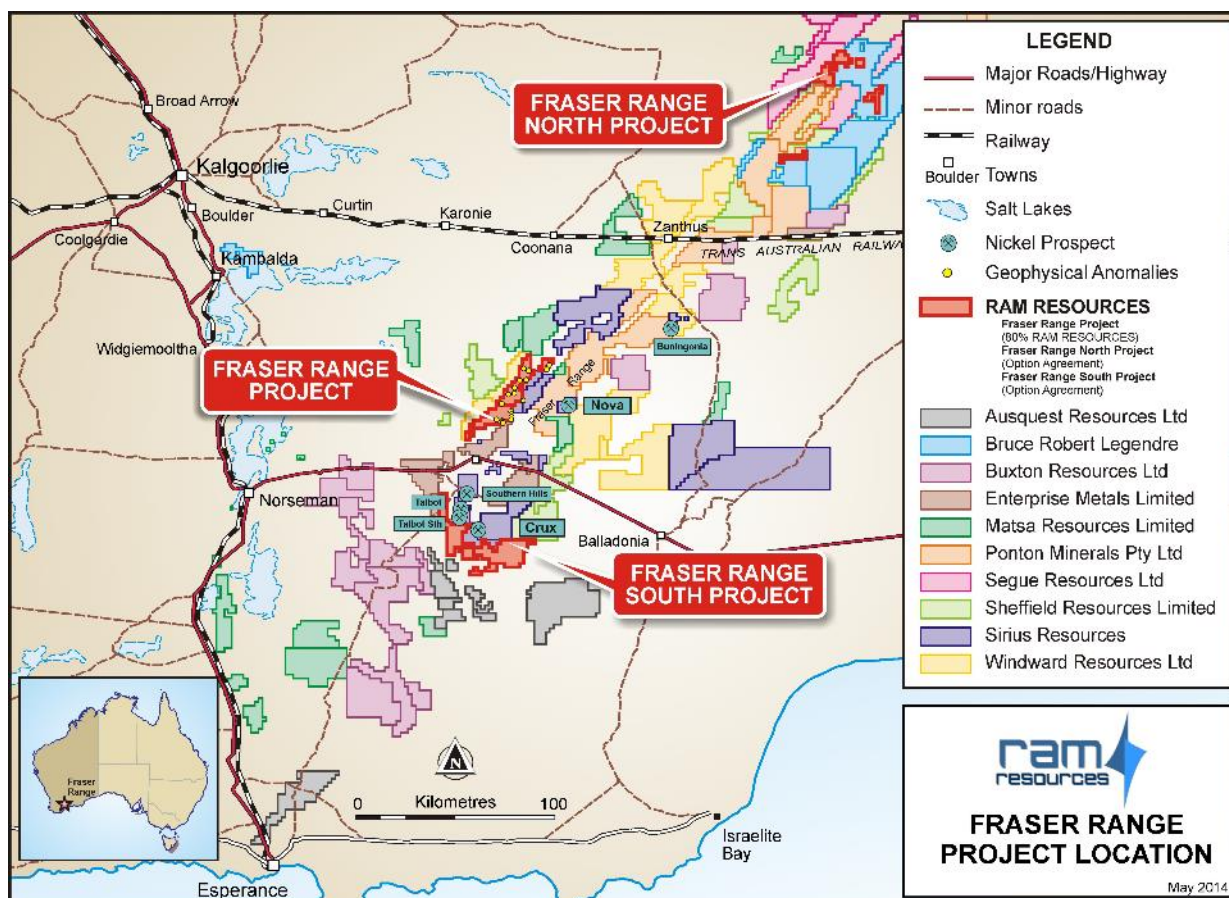 Broad Arrow
Kalgoorlie
Boulder
Coolgardie
Kambalda
Curtin
Karonie
Coonana
Zanthus
TRANS AUSTRALIAN RAILWA
Widgiemooltha
FRASER RANGE
NORTH PROJECT
FRASER RANGE
PROJECT
Buningonia
Fraser Range
Nova
Norseman
Southern Hills
Talbot
Talbot Sth
Crux
Balladonia
FRASER RANGE
SOUTH PROJECT
Fraser
Range
N
0 Kilometres 100
Israelite
Bay
Esperance
LEGEND
Major Roads/Highway
Minor roads
Railway
Boulder Towns
Salt Lakes
Nickel Prospect
Geophysical Anomalies
RAM RESOURCES
Fraser Range Project
(80% RAM RESOURCES)
Fraser Range North Project
(Option Agreement)
Fraser Range South Project
(Option Agreement)
Ausquest Resources Ltd
Bruce Robert Legendre
Buxton Resources Ltd
Enterprise Metals Limited
Matsa Resources Limited
Ponton Minerals Pty Ltd
Segue Resources Ltd
Sheffield Resources Limited
Sirius Resources
Windward Resources Ltd
ram
resources
FRASER RANGE
PROJECT LOCATION
May 2014